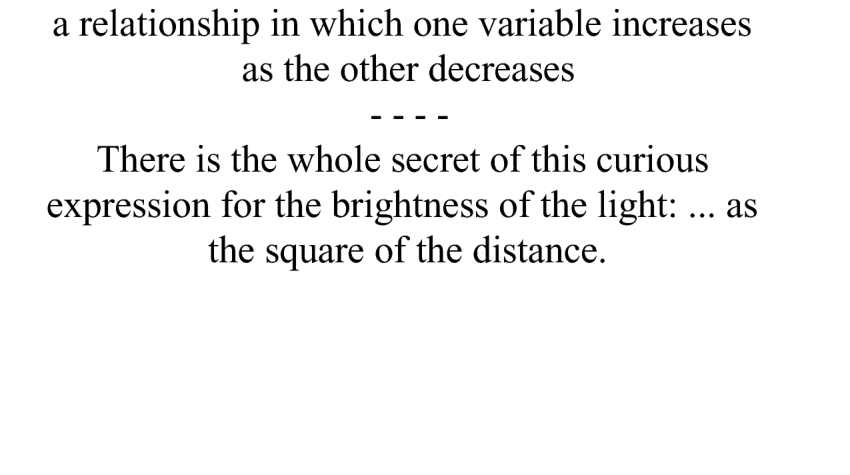 a relationship in which one variable increases
as the other decreases
- - - -
There is the whole secret of this curious
expression for the brightness of the light: ... as
the square of the distance.